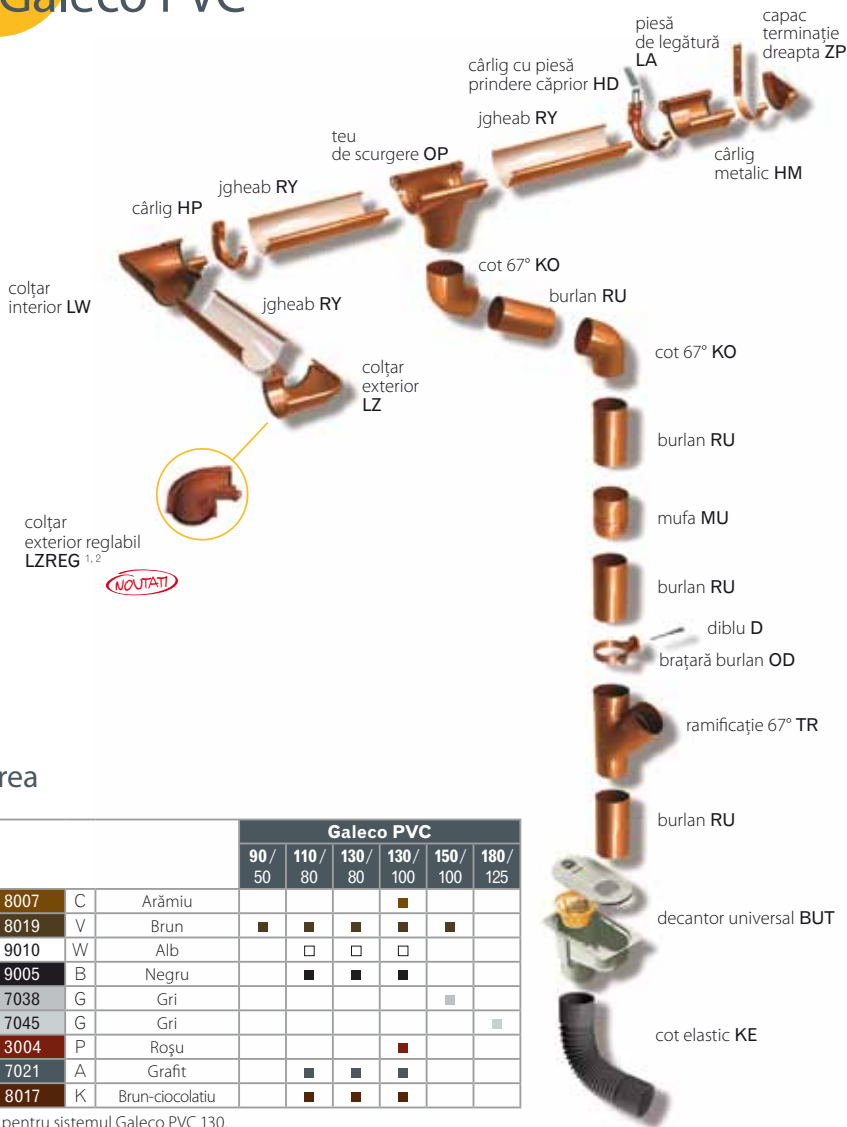 Galeco PVC
piesă
de legătură
LA
capac
terminație
dreapta ZP
cârlig cu piesă
prindere căprior HD
jgheab RY
teu
de scurgere OP
cârlig
metalic HM
jgheab RY
cârlig HP
colțar
interior LW
jgheab RY
cot 67° KO
burlan RU
cot 67° KO
colțar
exterior
LZ
burlan RU
colțar
exterior reglabil
LZREG 1, 2
NOUTATI
mufa MU
burlan RU
diblu D
brațară burlan OD
ramificație 67° TR
burlan RU
decantor universal BUT
cot elastic KE
rea
Galeco PVC
90/ 110/ 130/ 130/ 150/ 180/
50 80 80 100 100 125
8007 C Arămiu
8019 V Brun
9010 W Alb
9005 B Negru
7038 G Gri
7045 G Gri
3004 P Roşu
7021 A Grafit
8017 K Brun-ciocolatiu
pentru sistemul Galeco PVC 130.